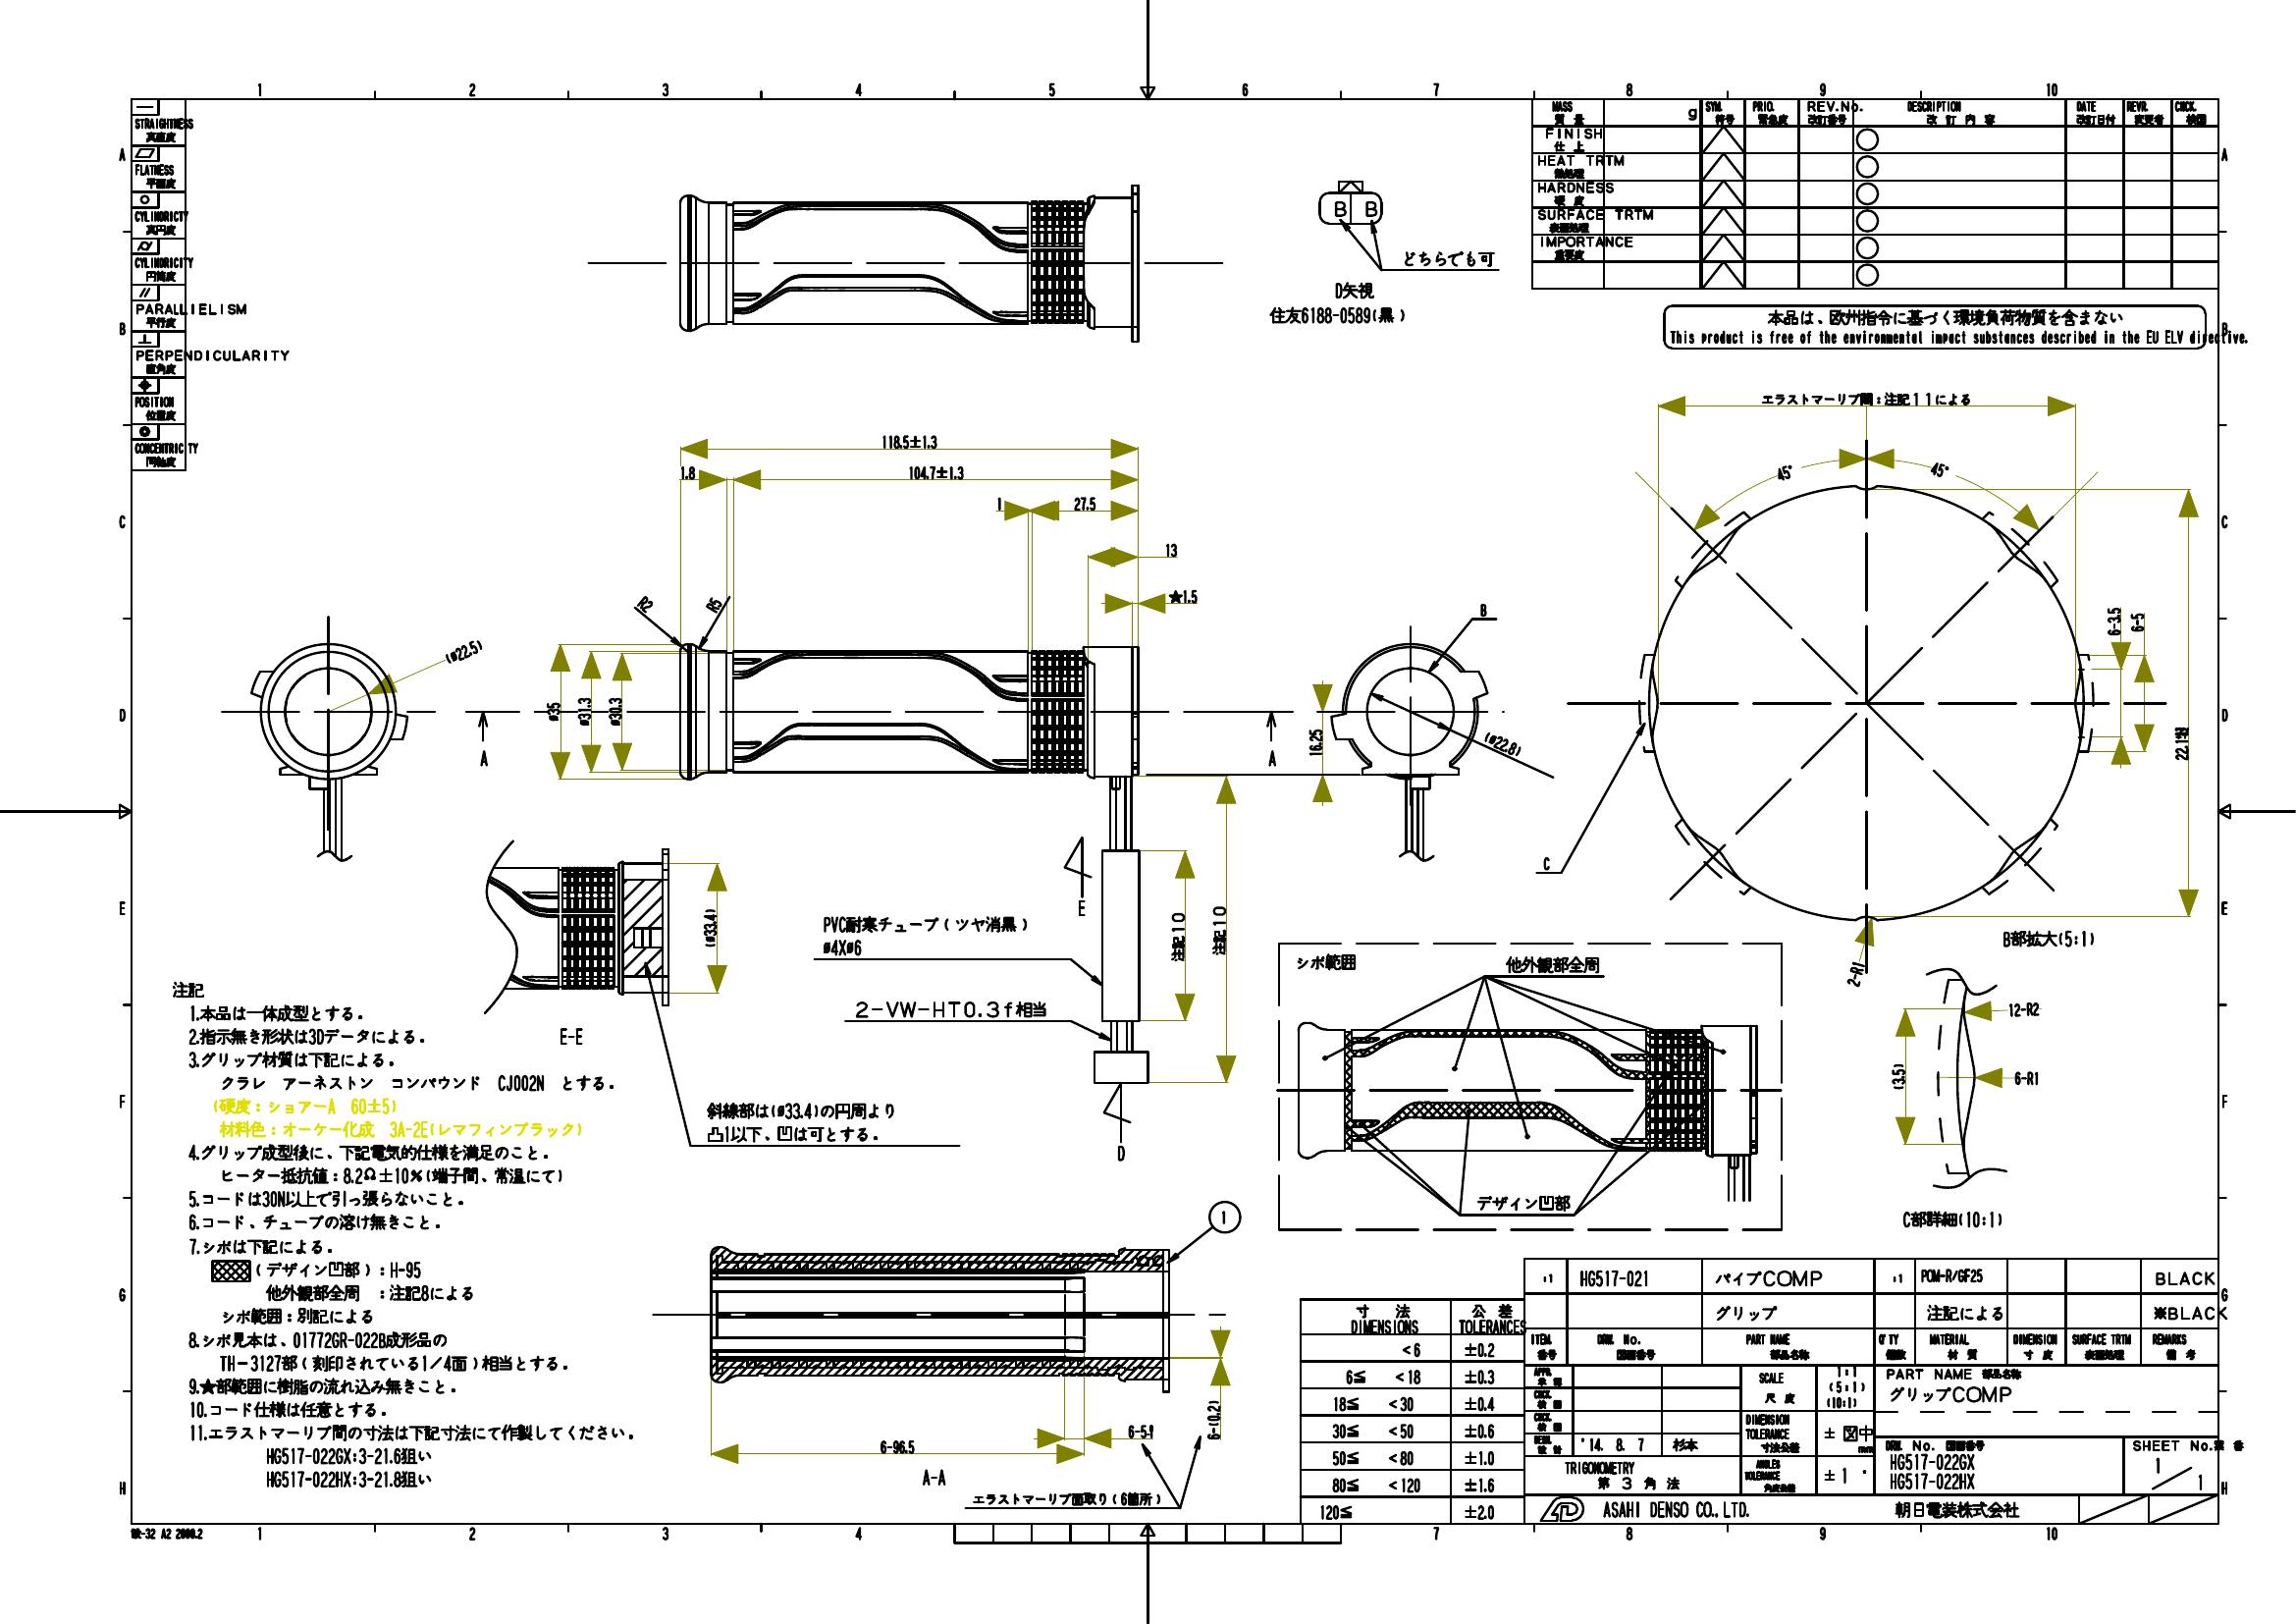 1 2 3 4 5 6 7 8 9 10
A B C D E F G H
STRAIGHTNESS
真直度
FLATNESS
平面度
CYLINDRICTY
真円度
CYLINDRICITY
円筒度
PARALLIELISM
平行度
PERPENDICULARITY
直角度
POSITION
位置度
CONCENTRICTY
同軸度
MASS
質 量
g
SYM.
符号
PRIO.
緊急度
REV.No.
改訂番号
DESCRIPTION
改 訂 内 容
DATE
改訂日付
REVR.
変更者
CHCK.
検図
FINISH
仕 上
HEAT TRTM
熱処理
HARDNESS
硬 度
SURFACE TRTM
表面処理
IMPORTANCE
重要度
本品は、欧州指令に基づく環境負荷物質を含まない
This product is free of the environmental impact substances described in the EU ELV directive.
B B
どちらでも可
D矢視
住友6188-0589(黒)
エラストマーリブ間:注記11による
45°
45°
6-3.5
6-5
C
2-R1
B部拡大(5:1)
118.5±1.3
1.8
104.7±1.3
1
27.5
13
★1.5
R2
R5
(ø22.5)
ø35
ø31.3
ø30.3
A
A
B
16.25
(ø22.8)
E
注記10
注記10
PVC耐寒チューブ(ツヤ消黒)
ø4Xø6
2-VW-HT0.3f相当
D
(ø33.4)
E-E
斜線部は(ø33.4)の円周より
凸1以下、凹は可とする。
シボ範囲
他外観部全周
デザイン凹部
12-R2
(3.5)
6-R1
C部詳細(10:1)
注記
1.本品は一体成型とする。
2.指示無き形状は3Dデータによる。
3.グリップ材質は下記による。
クラレ アーネストン コンパウンド CJ002N とする。
(硬度:ショアーA 60±5)
材料色:オーケー化成 3A-2E(レマフィンブラック)
4.グリップ成型後に、下記電気的仕様を満足のこと。
ヒーター抵抗値:8.2Ω±10%(端子間、常温にて)
5.コードは30N以上で引っ張らないこと。
6.コード、チューブの溶け無きこと。
7.シボは下記による。
(デザイン凹部):H-95
他外観部全周 :注記8による
シボ範囲:別記による
8.シボ見本は、01772GR-022B成形品の
TH-3127部(刻印されている1/4面)相当とする。
9.★部範囲に樹脂の流れ込み無きこと。
10.コード仕様は任意とする。
11.エラストマーリブ間の寸法は下記寸法にて作製してください。
HG517-022GX:3-21.6狙い
HG517-022HX:3-21.8狙い
1
6-96.5
6-(0.2)
A-A
エラストマーリブ面取り(6箇所)
寸 法 公 差
DIMENSIONS TOLERANCES
<6 ±0.2
6≦ <18 ±0.3
18≦ <30 ±0.4
30≦ <50 ±0.6
50≦ <80 ±1.0
80≦ <120 ±1.6
120≦ ±2.0
:1 HG517-021 パイプCOMP :1 POM-R/GF25 BLACK
グリップ 注記による ※BLACK
ITEM. DRW. No. PART NAME Q'TY MATERIAL DIMENSION SURFACE TRTM REMARKS
番号 図面番号 部品名称 個数 材 質 寸 度 表面処理 備 考
APPR.
承 認
CHCK.
検 図
CHCK.
検 図
DESN.
設 計
'14. 8. 7 杉本
SCALE
尺 度
1:1
(5:1)
(10:1)
DIMENSION
TOLERANCE
寸法公差
± 図中
mm
ANGLES
TOLERANCE
角度公差
±1 °
TRIGONOMETRY
第 3 角 法
PART NAME 部品名称
グリップCOMP
DRW. No. 図面番号
HG517-022GX
HG517-022HX
SHEET No.葉 番
1/1
ASAHI DENSO CO., LTD.
朝日電装株式会社